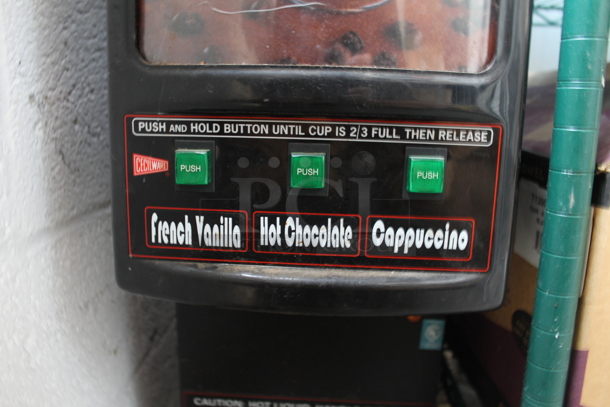 PUSH AND HOLD BUTTON UNTIL CUP IS 2/3 FULL, THEN RELEASE
CECILWARE
PUSH PUSH PUSH
PCI
French Vanilla Hot Chocolate Cappuccino
CAUTION: HOT LIQUID